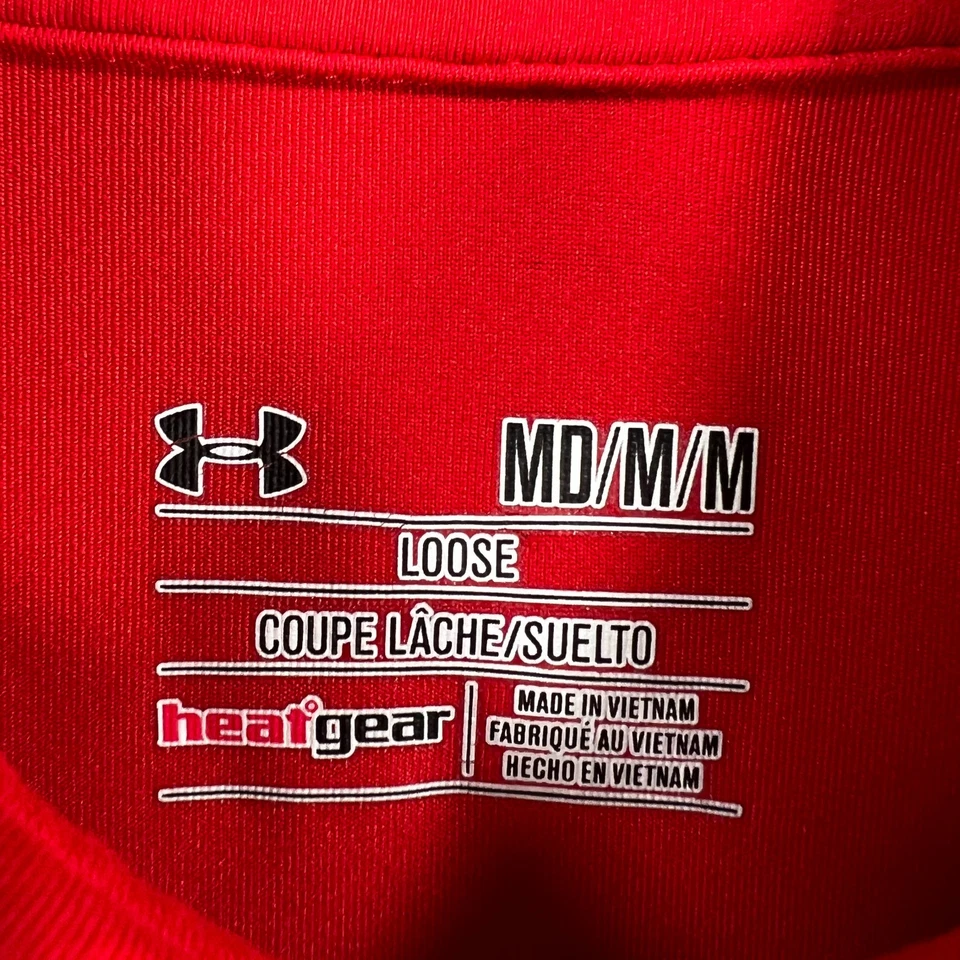 MD/M/M
LOOSE
COUPE LÂCHE/SUELTO
heatgear
MADE IN VIETNAM
FABRIQUÉ AU VIETNAM
HECHO EN VIETNAM